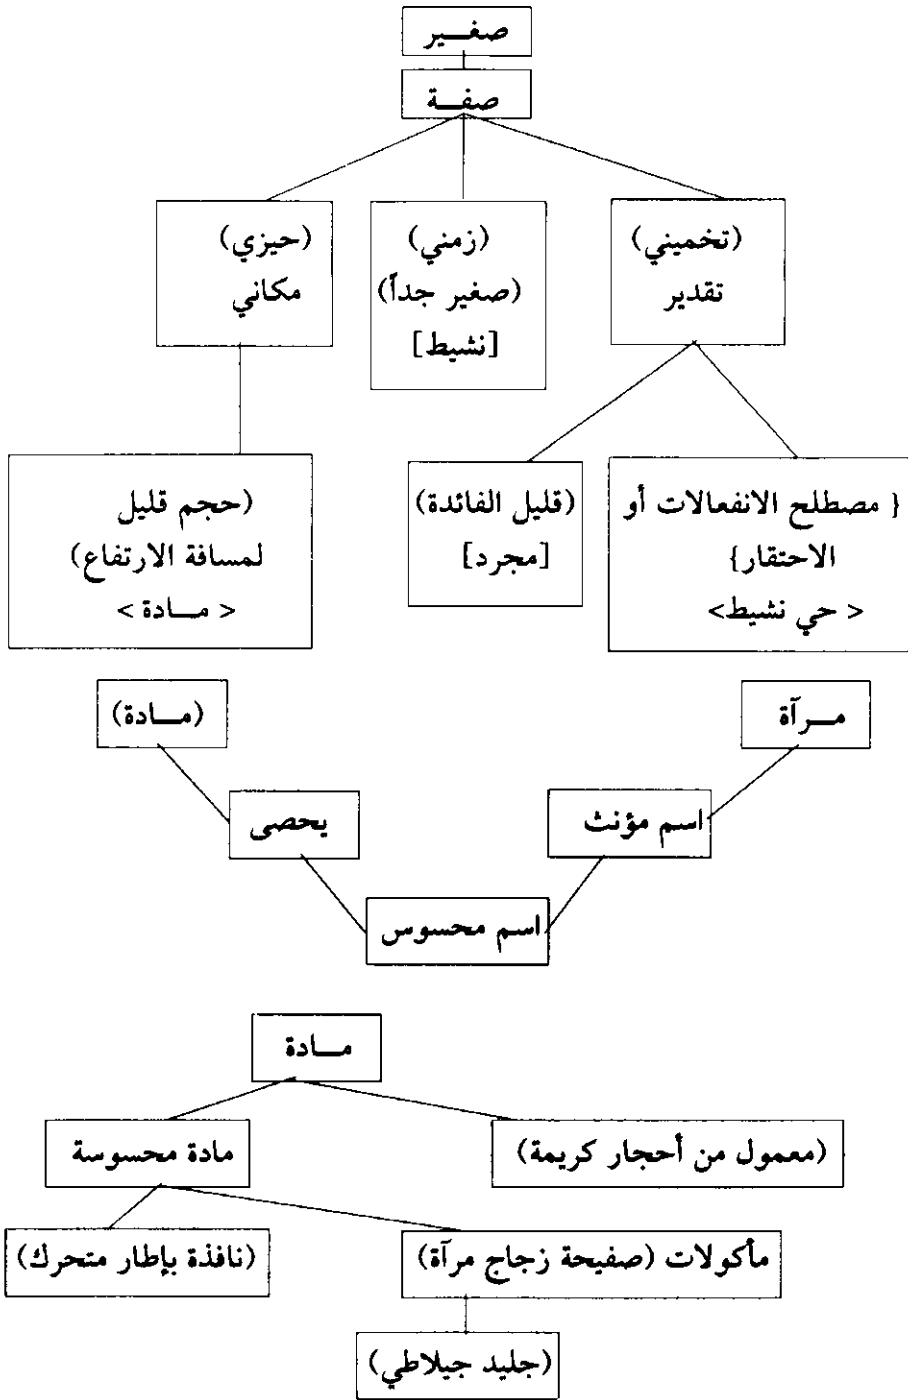 صغير
صفة
(تخميني)
تقدير
(زمني)
(صغير جداً)
[نشيط]
(حيزي)
مكاني
{ مصطلح الانفعالات أو
الاحتقار}
< حي نشيط>
(قليل الفائدة)
[مجرد]
(حجم قليل
لمسافة الارتفاع)
< مادة >
مرآة
(مادة)
اسم مؤنث
يحصى
اسم محسوس
مادة
(معمول من أحجار كريمة)
مادة محسوسة
مأكولات (صفيحة زجاج مرآة)
(نافذة بإطار متحرك)
(جليد جيلاطي)